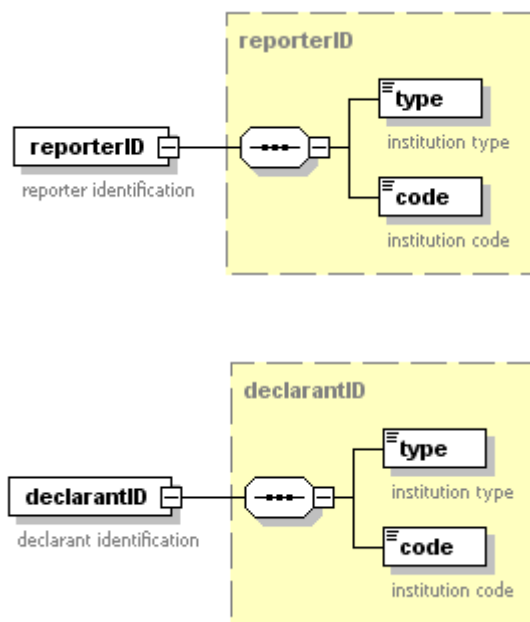 reporterID
type
institution type
reporterID
reporter identification
code
institution code
declarantID
type
institution type
declarantID
declarant identification
code
institution code